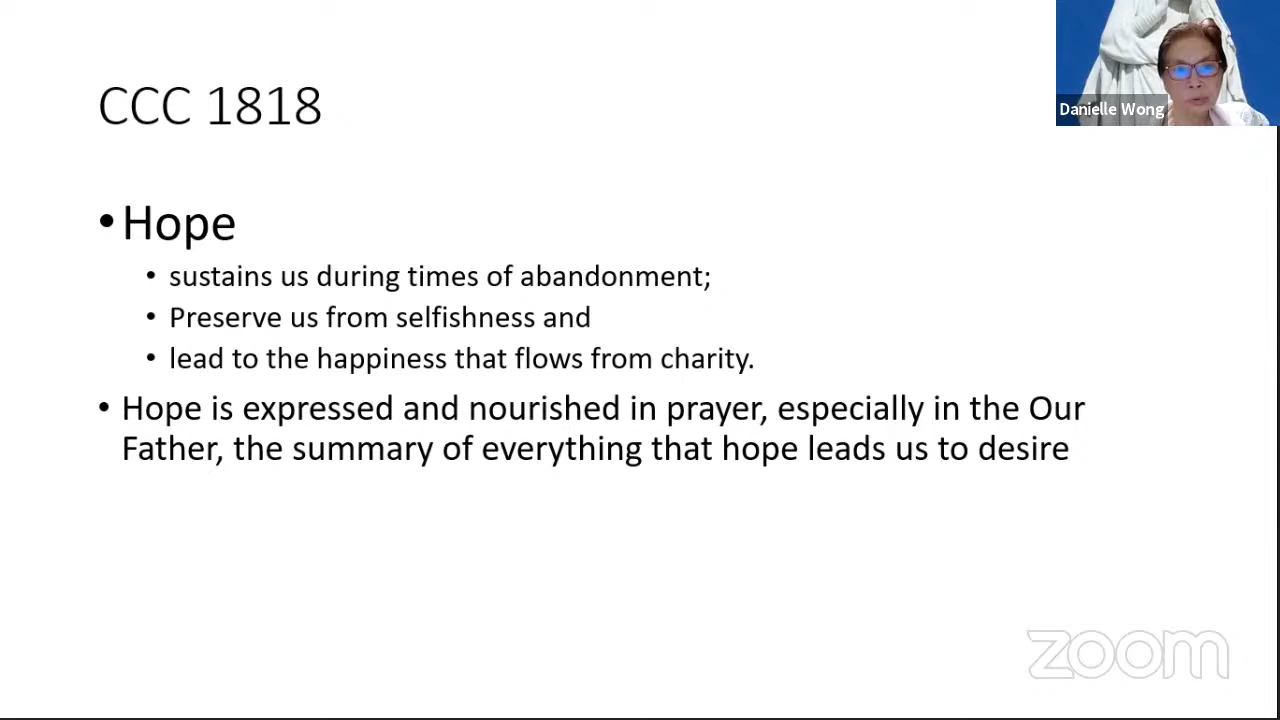 CCC 1818
Danielle Wong
•Hope
• sustains us during times of abandonment;
• Preserve us from selfishness and
• lead to the happiness that flows from charity.
• Hope is expressed and nourished in prayer, especially in the Our
Father, the summary of everything that hope leads us to desire
zoom